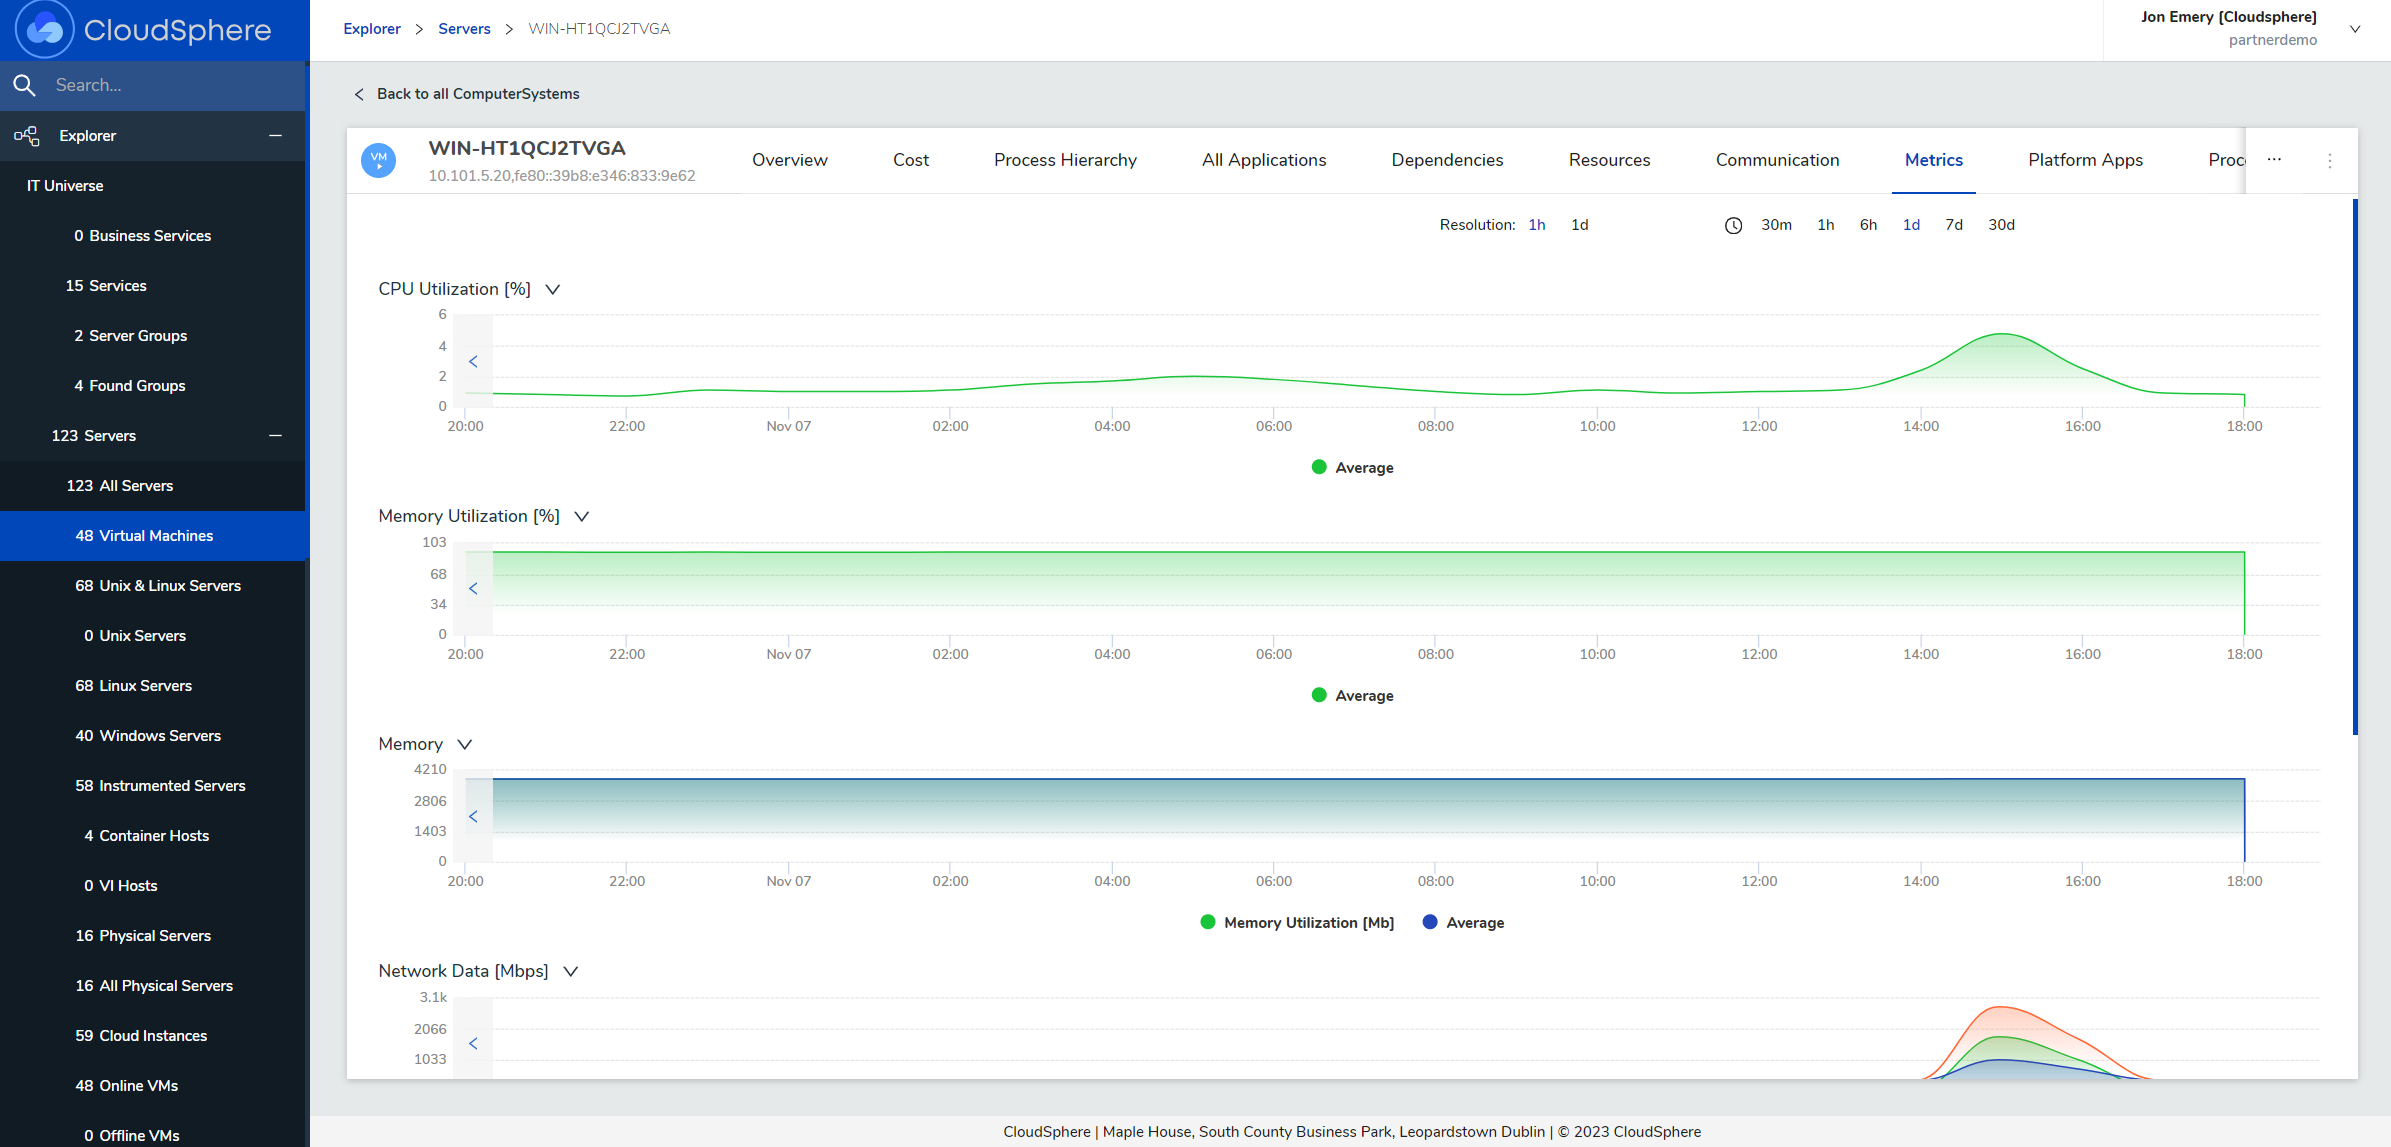 CloudSphere
Explorer > Servers > WIN-HT1QCJ2TVGA
Jon Emery [Cloudsphere]
partnerdemo
Search...
Explorer
IT Universe
0 Business Services
15 Services
2 Server Groups
4 Found Groups
123 Servers
123 All Servers
48 Virtual Machines
68 Unix & Linux Servers
0 Unix Servers
68 Linux Servers
40 Windows Servers
58 Instrumented Servers
4 Container Hosts
0 VI Hosts
16 Physical Servers
16 All Physical Servers
59 Cloud Instances
48 Online VMs
0 Offline VMs
< Back to all ComputerSystems
VM
WIN-HT1QCJ2TVGA
10.101.5.20,fe80::39b8:e346:833:9e62
Overview Cost Process Hierarchy All Applications Dependencies Resources Communication Metrics Platform Apps Proc ...
Resolution: 1h 1d 30m 1h 6h 1d 7d 30d
CPU Utilization [%]
6
4
2
0
20:00 22:00 Nov 07 02:00 04:00 06:00 08:00 10:00 12:00 14:00 16:00 18:00
Average
Memory Utilization [%]
103
68
34
0
20:00 22:00 Nov 07 02:00 04:00 06:00 08:00 10:00 12:00 14:00 16:00 18:00
Average
Memory
4210
2806
1403
0
20:00 22:00 Nov 07 02:00 04:00 06:00 08:00 10:00 12:00 14:00 16:00 18:00
Memory Utilization [Mb] Average
Network Data [Mbps]
3.1k
2066
1033
CloudSphere | Maple House, South County Business Park, Leopardstown Dublin | © 2023 CloudSphere